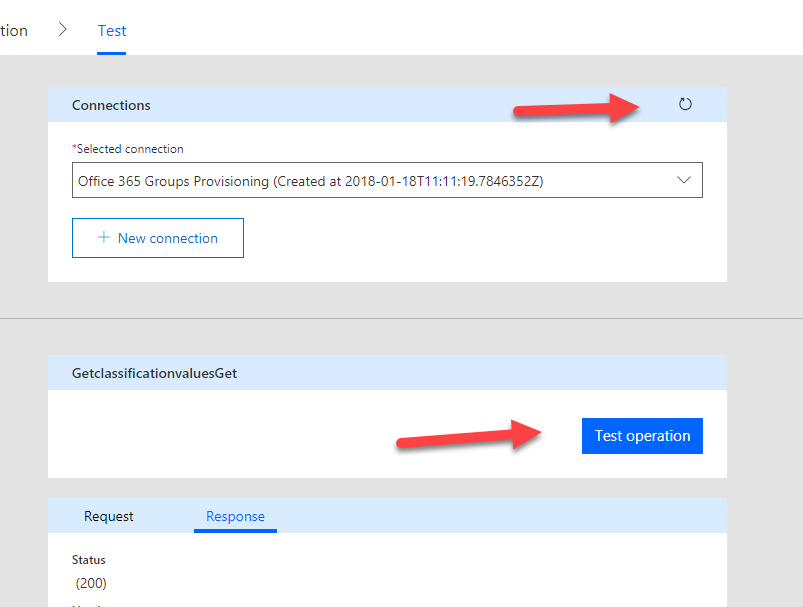 tion > Test
Connections
*Selected connection
Office 365 Groups Provisioning (Created at 2018-01-18T11:11:19.7846352Z)
+ New connection
GetclassificationvaluesGet
Test operation
Request Response
Status
(200)